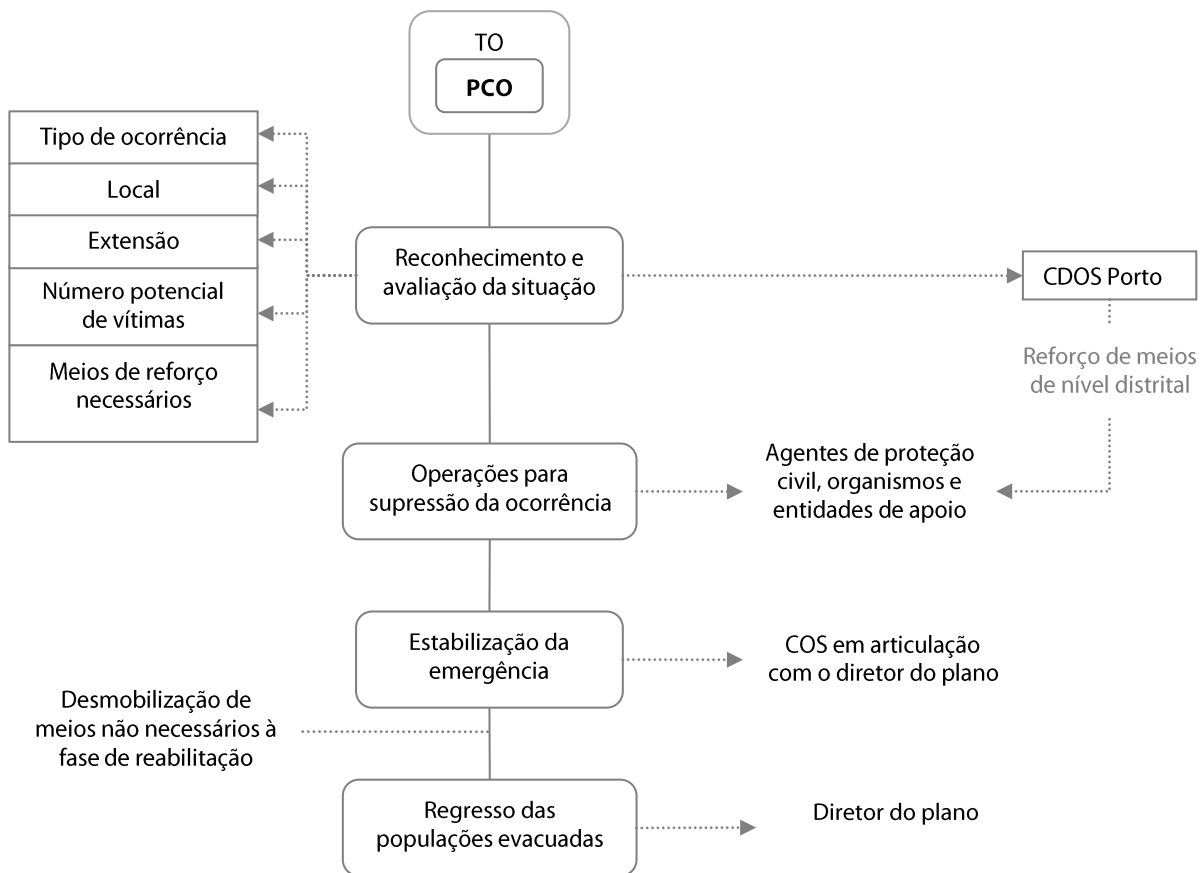 TO
PCO
Tipo de ocorrência
Local
Extensão
Número potencial
de vítimas
Meios de reforço
necessários
Reconhecimento e
avaliação da situação
CDOS Porto
Reforço de meios
de nível distrital
Operações para
supressão da ocorrência
Agentes de proteção
civil, organismos e
entidades de apoio
Estabilização da
emergência
COS em articulação
com o diretor do plano
Desmobilização de
meios não necessários à
fase de reabilitação
Regresso das
populações evacuadas
Diretor do plano